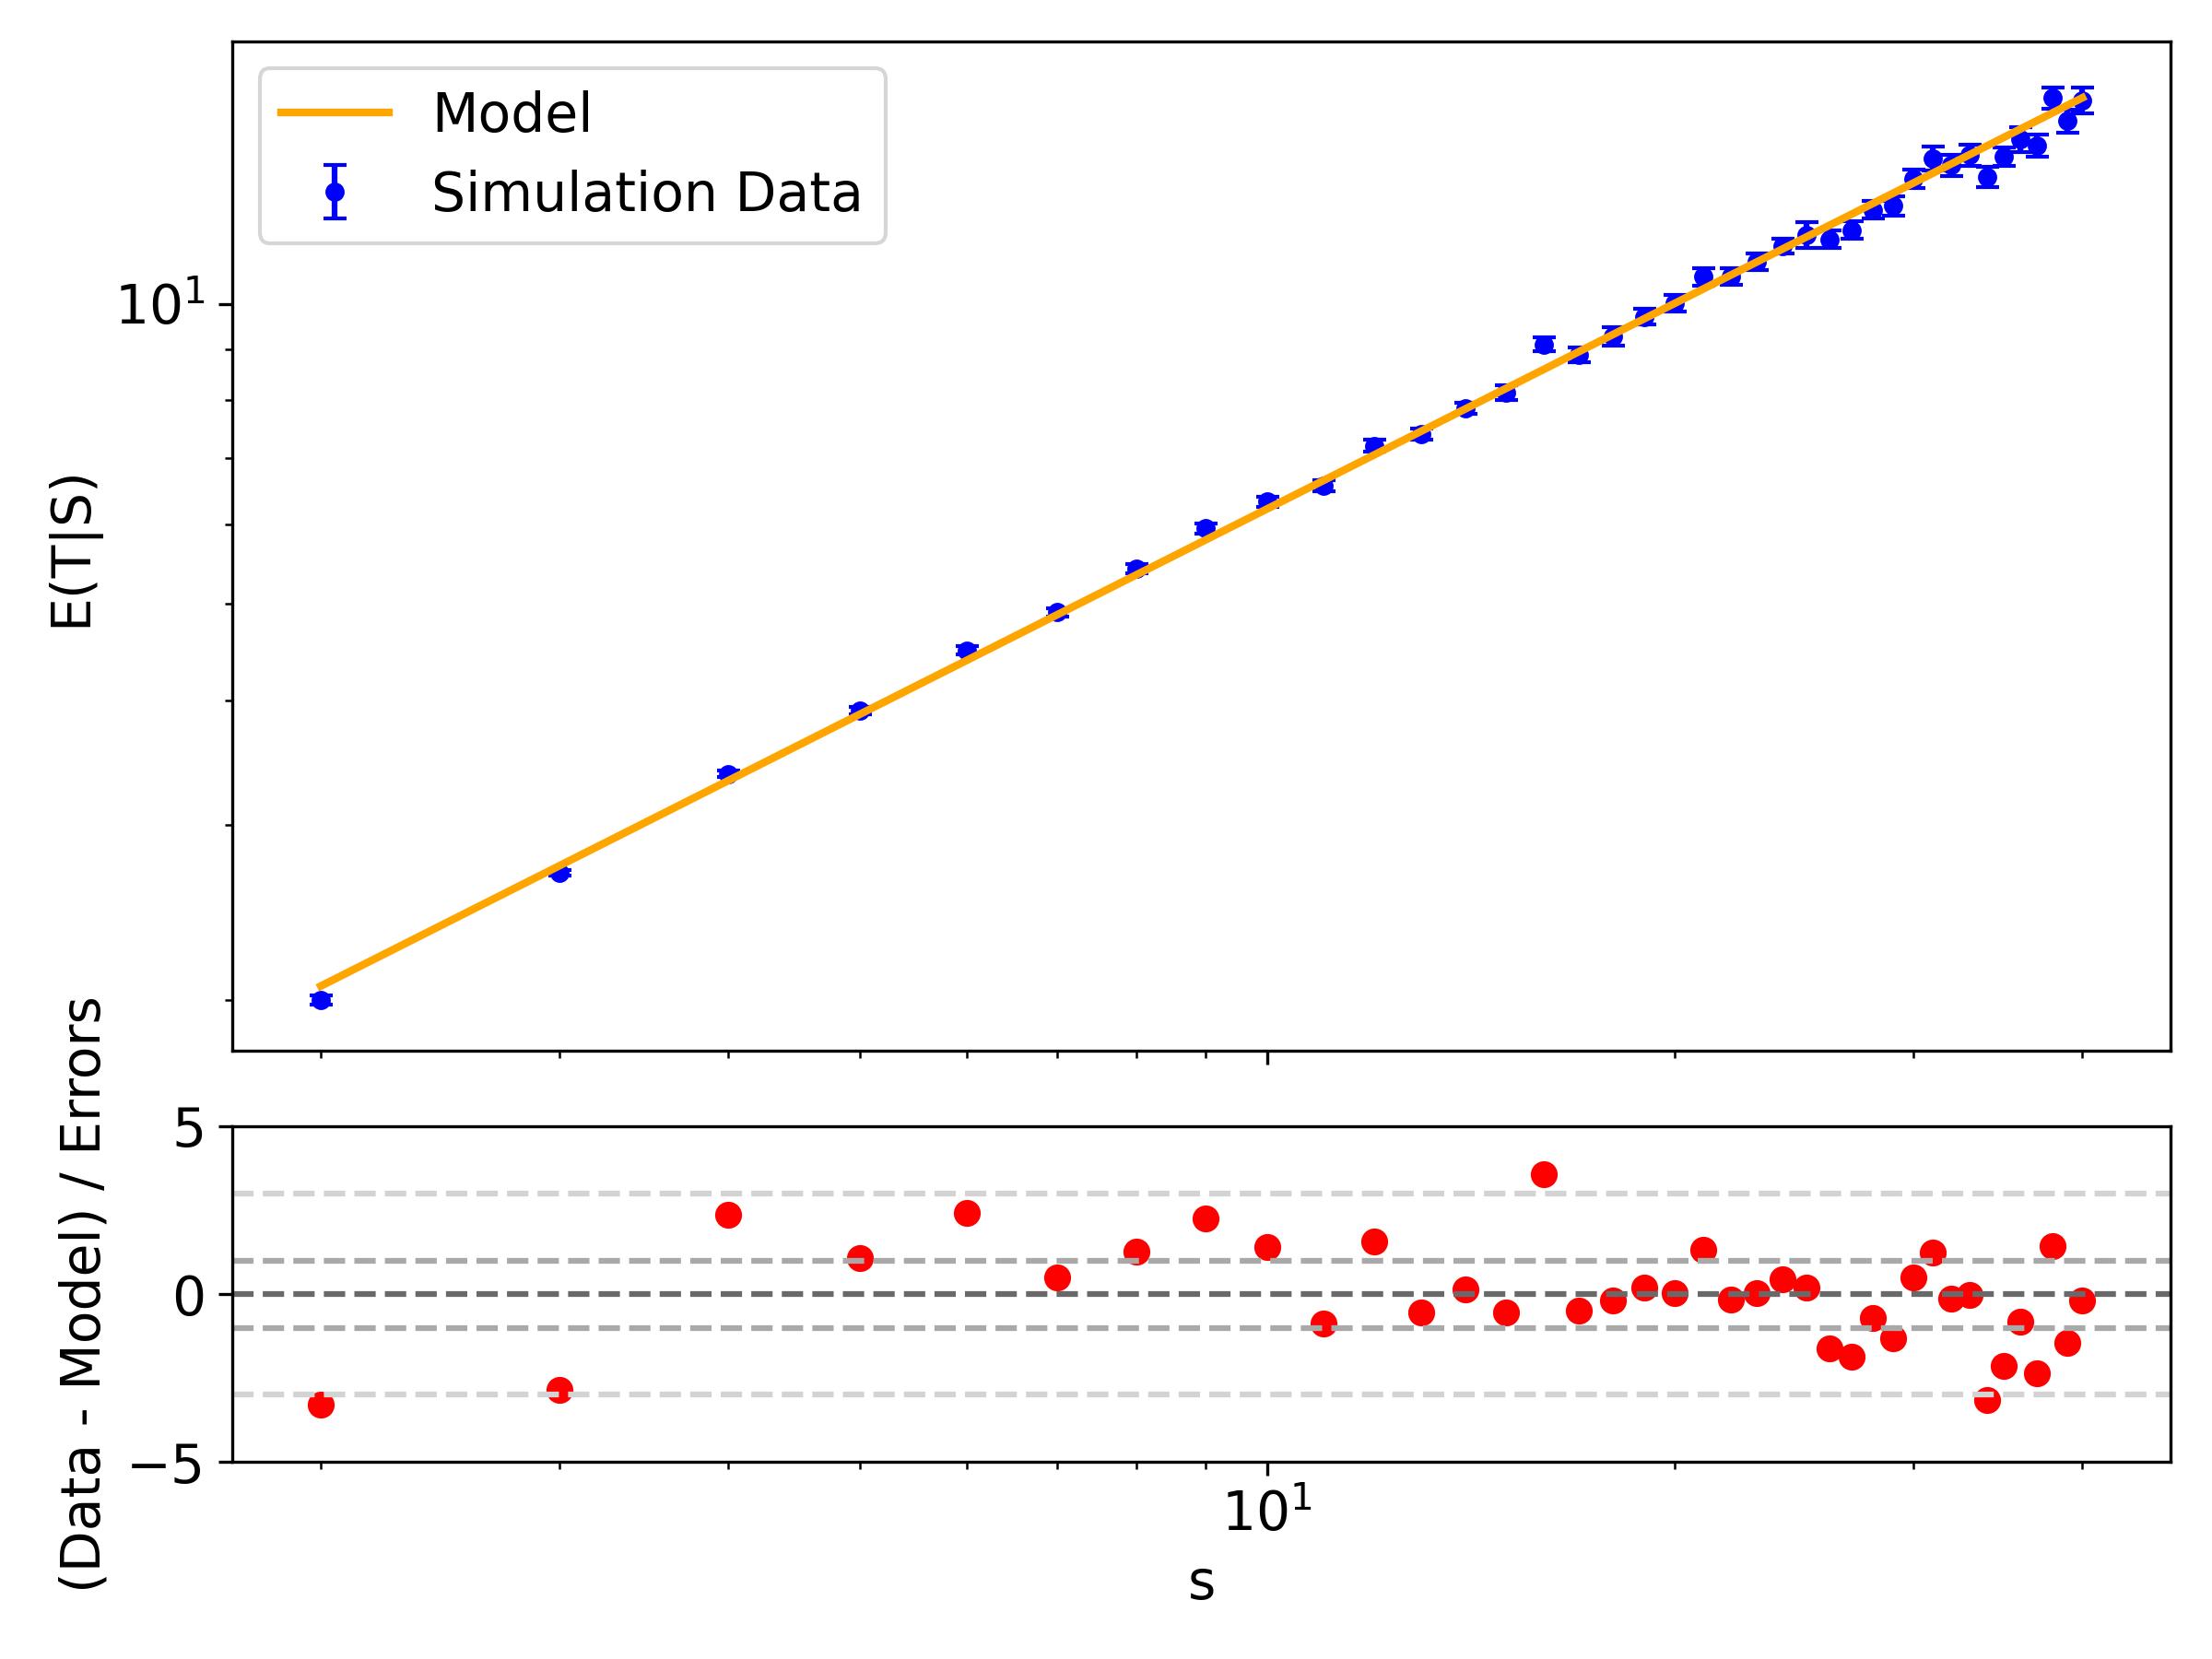 Model
Simulation Data
10¹
E(T|S)
5
0
−5
(Data - Model) / Errors
10¹
s